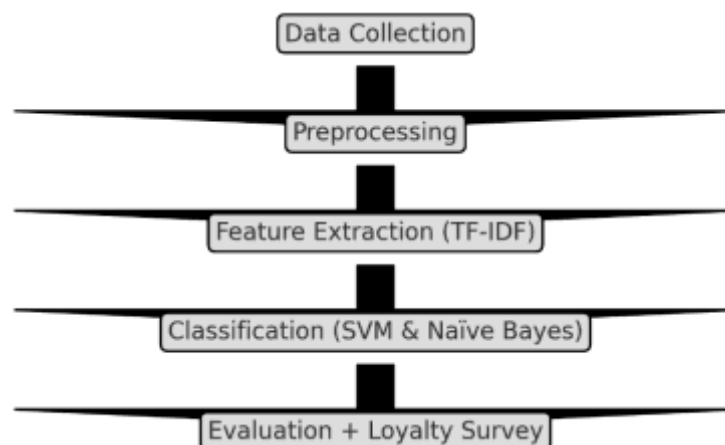 Data Collection
Preprocessing
Feature Extraction (TF-IDF)
Classification (SVM & Naïve Bayes)
Evaluation + Loyalty Survey